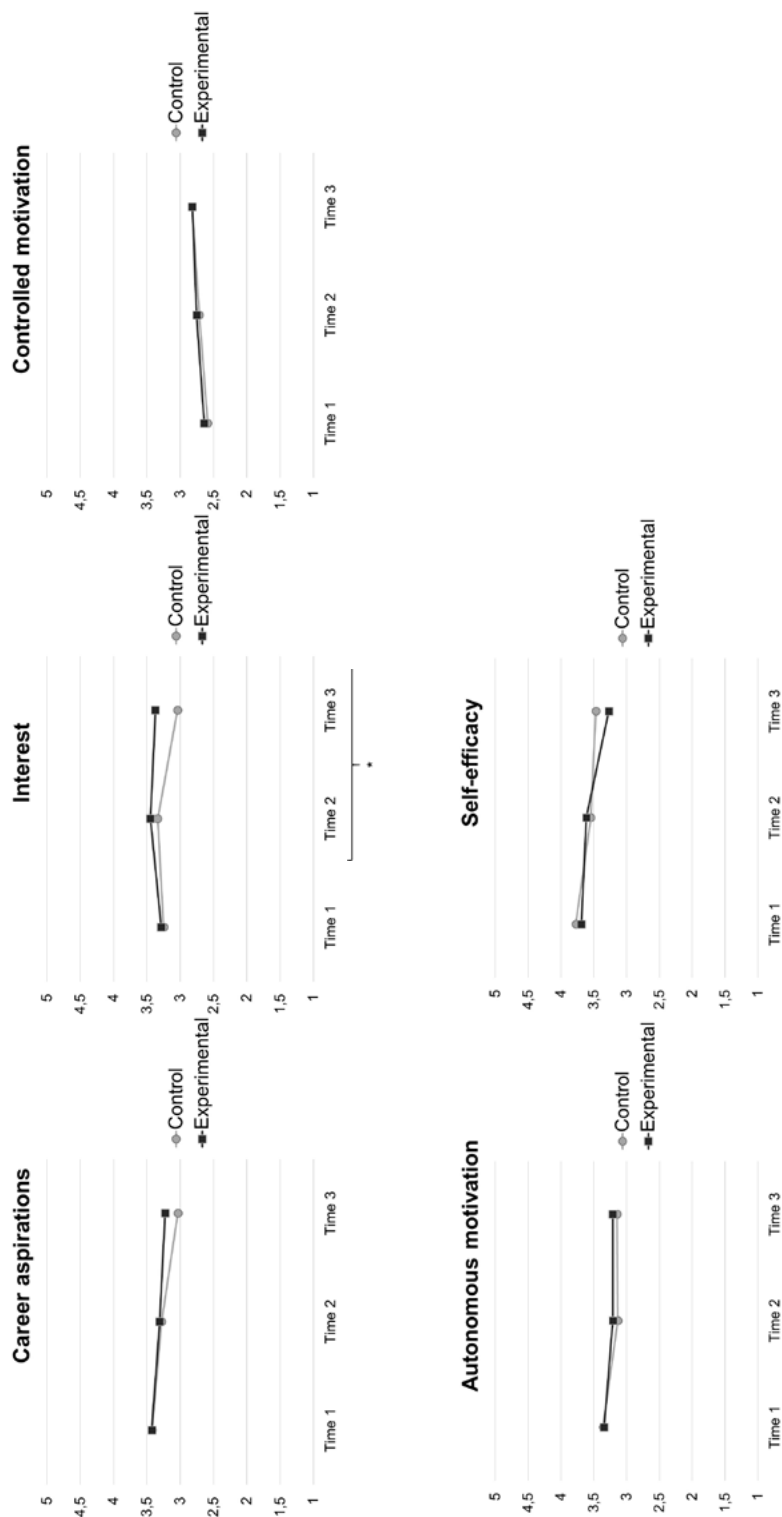 Career aspirations
5
4,5
4
3,5
3
2,5
2
1,5
1
Time 1
Time 2
Time 3
Control
Experimental
Interest
5
4,5
4
3,5
3
2,5
2
1,5
1
Time 1
Time 2
Time 3
*
Control
Experimental
Controlled motivation
5
4,5
4
3,5
3
2,5
2
1,5
1
Time 1
Time 2
Time 3
Control
Experimental
Autonomous motivation
5
4,5
4
3,5
3
2,5
2
1,5
1
Time 1
Time 2
Time 3
Control
Experimental
Self-efficacy
5
4,5
4
3,5
3
2,5
2
1,5
1
Time 1
Time 2
Time 3
Control
Experimental